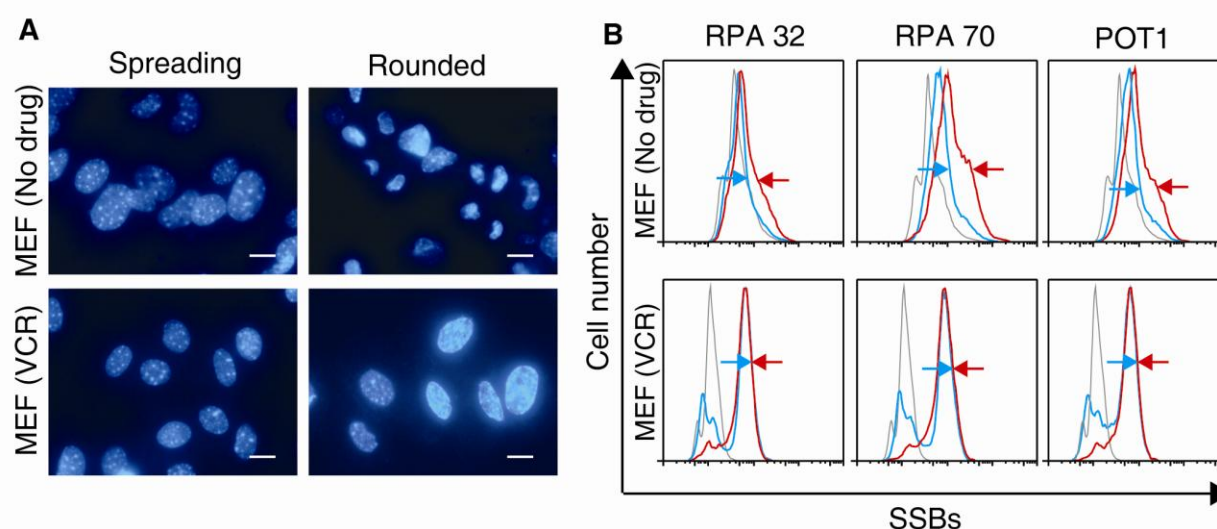 A
Spreading
Rounded
MEF (No drug)
MEF (VCR)
B
RPA 32
RPA 70
POT1
MEF (No drug)
MEF (VCR)
Cell number
SSBs